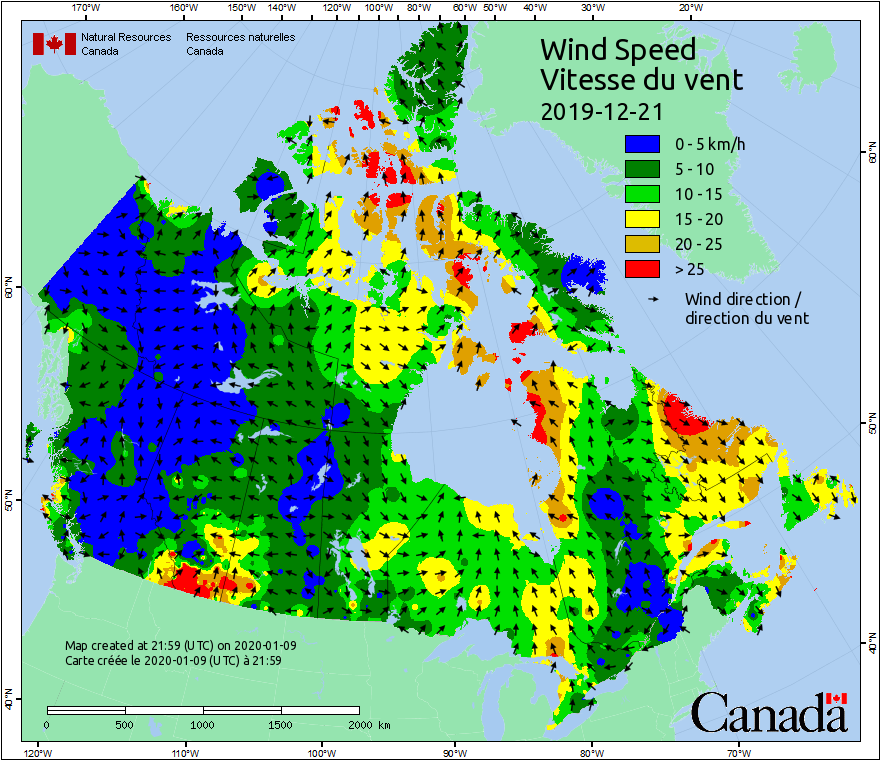 170°W 160°W 150°W 140°W 130°W 120°W 110°W 100°W 90°W 80°W 70°W 60°W 50°W 40°W 30°W 20°W
Natural Resources Canada
Ressources naturelles Canada
Wind Speed
Vitesse du vent
2019-12-21
0 - 5 km/h
5 - 10
10 - 15
15 - 20
20 - 25
> 25
Wind direction /
direction du vent
60°N
60°N
50°N
50°N
40°N
40°N
Map created at 21:59 (UTC) on 2020-01-09
Carte créée le 2020-01-09 (UTC) à 21:59
0 500 1000 1500 2000 km
Canada
120°W 110°W 100°W 90°W 80°W 70°W